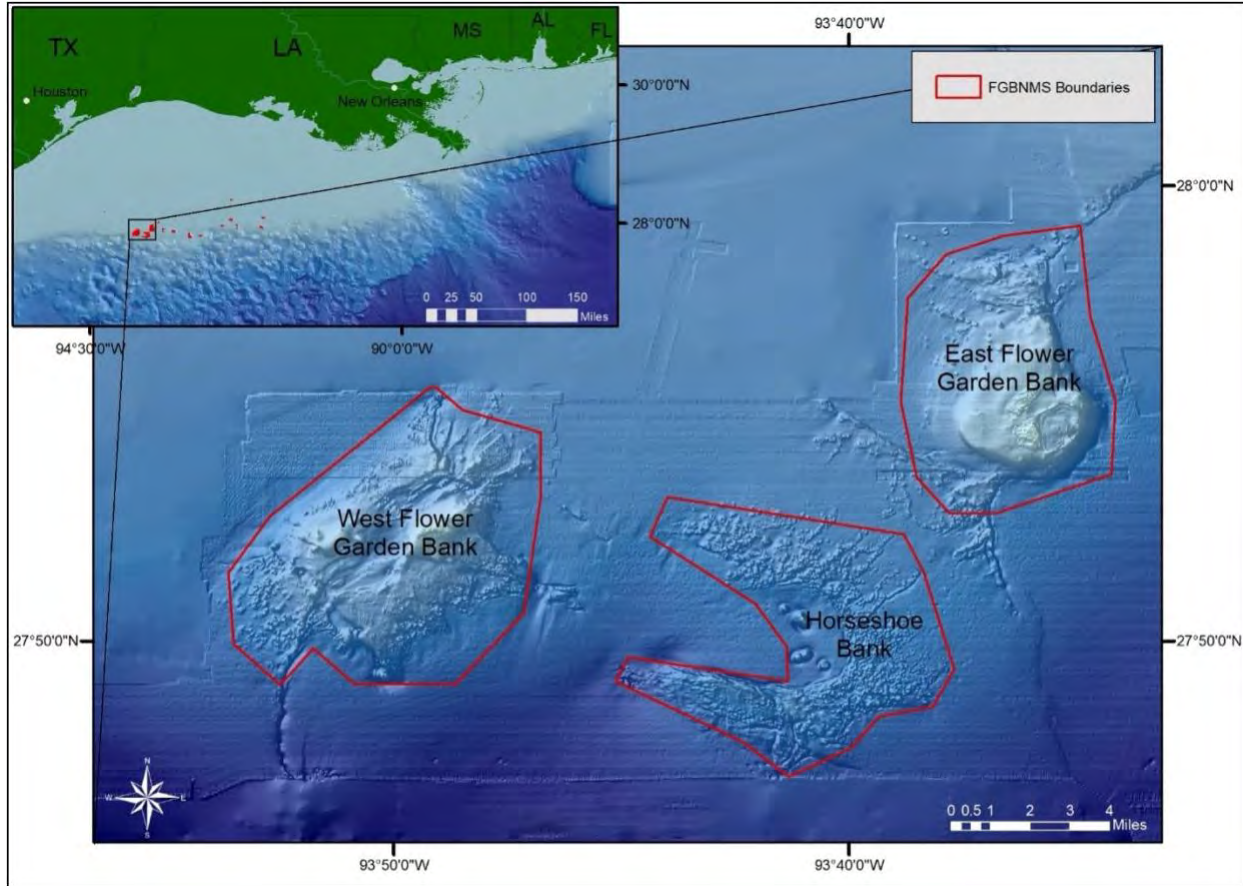 93°40'0"W
TX
LA
MS
AL
FL
Houston
New Orleans
30°0'0"N
28°0'0"N
0 25 50 100 150
Miles
94°30'0"W
90°0'0"W
FGBNMS Boundaries
28°0'0"N
East Flower
Garden Bank
West Flower
Garden Bank
Horseshoe
Bank
27°50'0"N
27°50'0"N
N
W
E
S
0 0.5 1 2 3 4
Miles
93°50'0"W
93°40'0"W